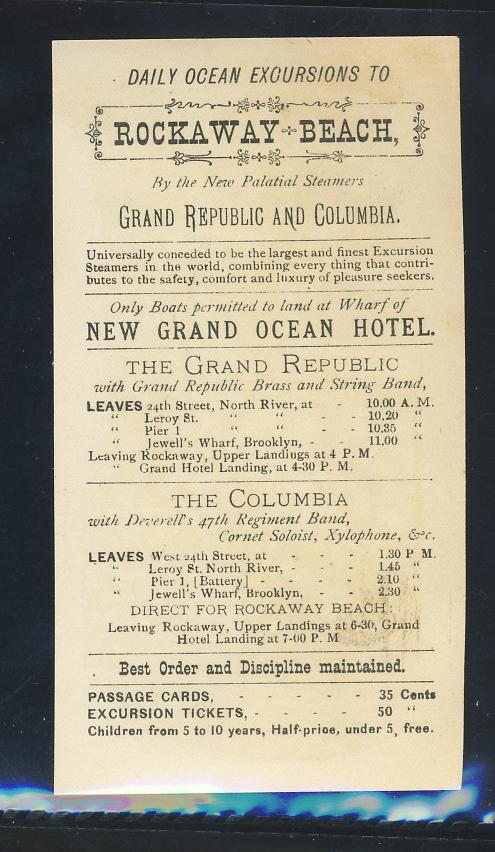 DAILY OCEAN EXCURSIONS TO
ROCKAWAY BEACH,
By the New Palatial Steamers
GRAND REPUBLIC AND COLUMBIA.
Universally conceded to be the largest and finest Excursion
Steamers in the world, combining every thing that contri-
butes to the safety, comfort and luxury of pleasure seekers.
Only Boats permitted to land at Wharf of
NEW GRAND OCEAN HOTEL.
THE GRAND REPUBLIC
with Grand Republic Brass and String Band,
LEAVES 24th Street, North River, at - - 10.00 A. M.
“ Leroy St. “ “ - - 10.20 “
“ Pier 1 “ “ - - 10.35 “
“ Jewell's Wharf, Brooklyn, - - 11.00 “
Leaving Rockaway, Upper Landings at 4 P. M.
“ Grand Hotel Landing, at 4-30 P. M.
THE COLUMBIA
with Deverell's 47th Regiment Band,
Cornet Soloist, Xylophone, &c.
LEAVES West 24th Street, at - - - 1.30 P M.
“ Leroy St. North River, - - - 1.45 “
“ Pier 1, [Battery] - - - - 2.10 “
“ Jewell's Wharf, Brooklyn, - - 2.30 “
DIRECT FOR ROCKAWAY BEACH:
Leaving Rockaway, Upper Landings at 6-30, Grand
Hotel Landing at 7-00 P. M
Best Order and Discipline maintained.
PASSAGE CARDS, - - - - - 35 Cents
EXCURSION TICKETS, - - - - 50 “
Children from 5 to 10 years, Half-price, under 5, free.